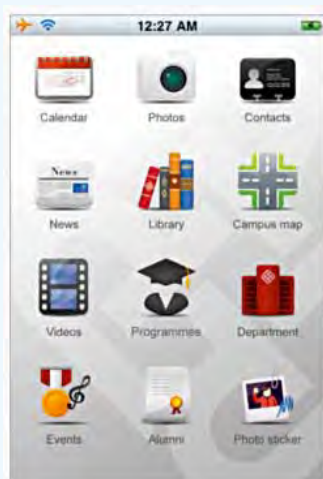 12:27 AM
Calendar Photos Contacts
News
News Library Campus map
Videos Programmes Department
Events Alumni Photo sticker